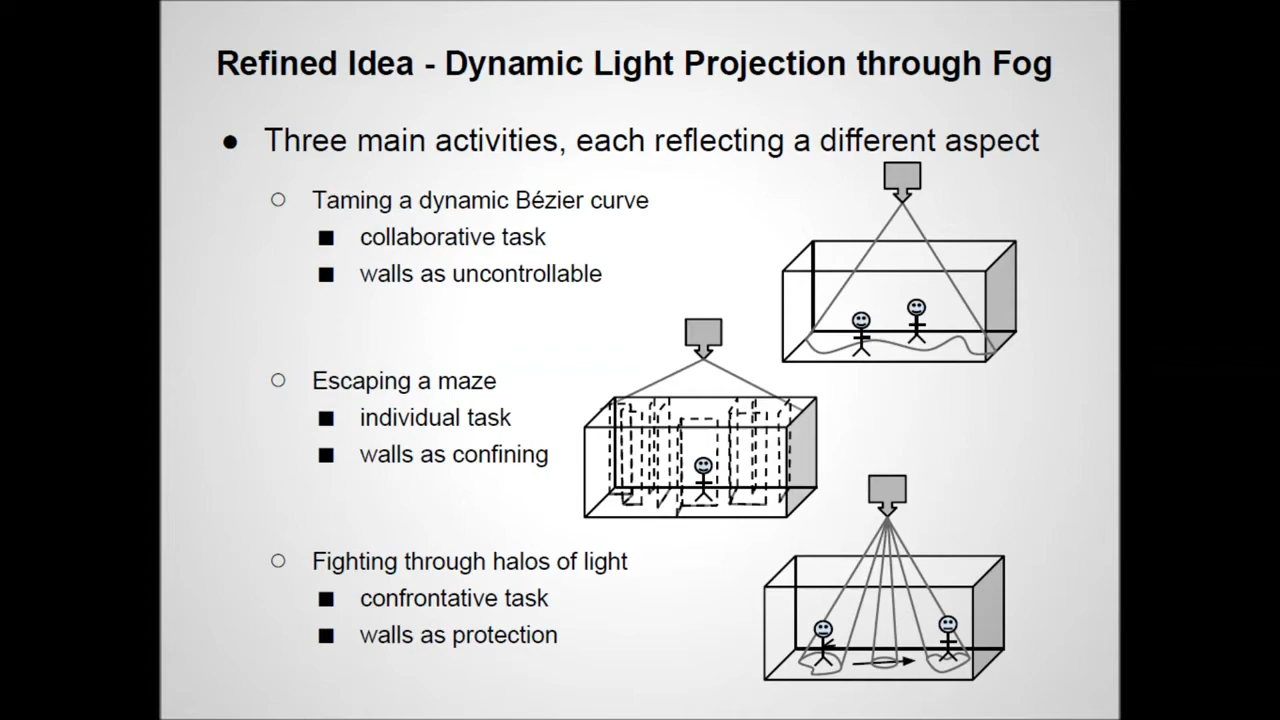 Refined Idea - Dynamic Light Projection through Fog
● Three main activities, each reflecting a different aspect
○ Taming a dynamic Bézier curve
■ collaborative task
■ walls as uncontrollable
○ Escaping a maze
■ individual task
■ walls as confining
○ Fighting through halos of light
■ confrontative task
■ walls as protection